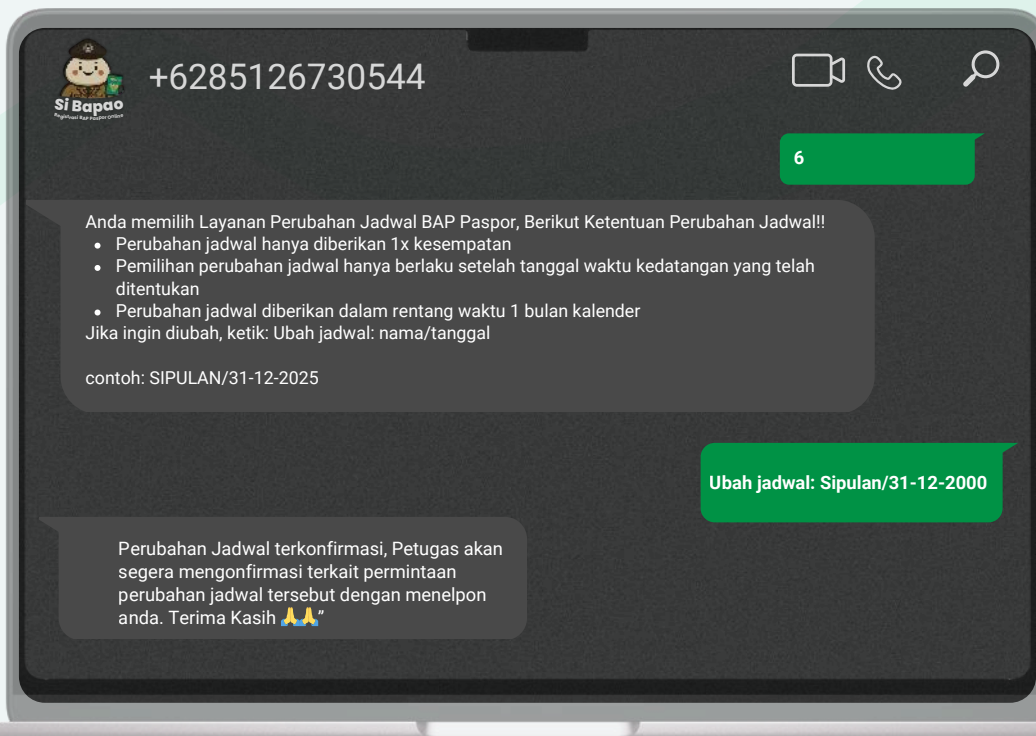 Si Bapao
Registrasi BAP Paspor Online
+6285126730544
6
Anda memilih Layanan Perubahan Jadwal BAP Paspor, Berikut Ketentuan Perubahan Jadwal!!
• Perubahan jadwal hanya diberikan 1x kesempatan
• Pemilihan perubahan jadwal hanya berlaku setelah tanggal waktu kedatangan yang telah
ditentukan
• Perubahan jadwal diberikan dalam rentang waktu 1 bulan kalender
Jika ingin diubah, ketik: Ubah jadwal: nama/tanggal
contoh: SIPULAN/31-12-2025
Ubah jadwal: Sipulan/31-12-2000
Perubahan Jadwal terkonfirmasi, Petugas akan
segera mengonfirmasi terkait permintaan
perubahan jadwal tersebut dengan menelpon
anda. Terima Kasih 🙏🙏”